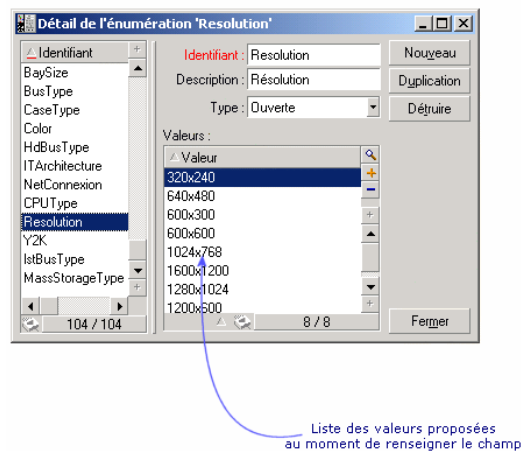 Détail de l'énumération 'Resolution'
Identifiant
BaySize
BusType
CaseType
Color
HdBusType
ITArchitecture
NetConnexion
CPUType
Resolution
Y2K
IstBusType
MassStorageType
104 / 104
Identifiant : Resolution
Description : Résolution
Type : Ouverte
Valeurs :
Valeur
320x240
640x480
600x300
600x600
1024x768
1600x1200
1280x1024
1200x600
8 / 8
Nouveau
Duplication
Détruire
Fermer
Liste des valeurs proposées
au moment de renseigner le champ